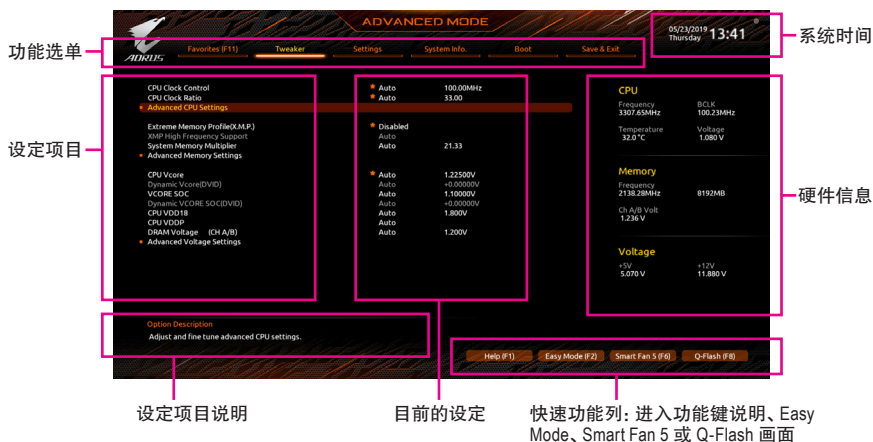 ADVANCED MODE
05/23/2019
Thursday
13:41
系统时间
AORUS
功能选单
Favorites (F11)
Tweaker
Settings
System Info.
Boot
Save & Exit
设定项目
CPU Clock Control
Auto
100.00MHz
CPU Clock Ratio
Auto
33.00
Advanced CPU Settings
Extreme Memory Profile(X.M.P.)
Disabled
XMP High Frequency Support
Auto
System Memory Multiplier
Auto
21.33
Advanced Memory Settings
CPU Vcore
Auto
1.22500V
Dynamic Vcore(DVID)
Auto
+0.00000V
VCORE SOC
Auto
1.10000V
Dynamic VCORE SOC(DVID)
Auto
+0.00000V
CPU VDD18
Auto
1.800V
CPU VDDP
Auto
DRAM Voltage (CH A/B)
Auto
1.200V
Advanced Voltage Settings
CPU
Frequency
BCLK
3307.65MHz
100.23MHz
Temperature
Voltage
32.0 °C
1.080 V
Memory
Frequency
2138.28MHz
8192MB
Ch A/B Volt
1.236 V
Voltage
+5V
+12V
5.070 V
11.880 V
硬件信息
Option Description
Adjust and fine tune advanced CPU settings.
Help (F1)
Easy Mode (F2)
Smart Fan 5 (F6)
Q-Flash (F8)
设定项目说明
目前的设定
快速功能列: 进入功能键说明、Easy
Mode、Smart Fan 5 或 Q-Flash 画面